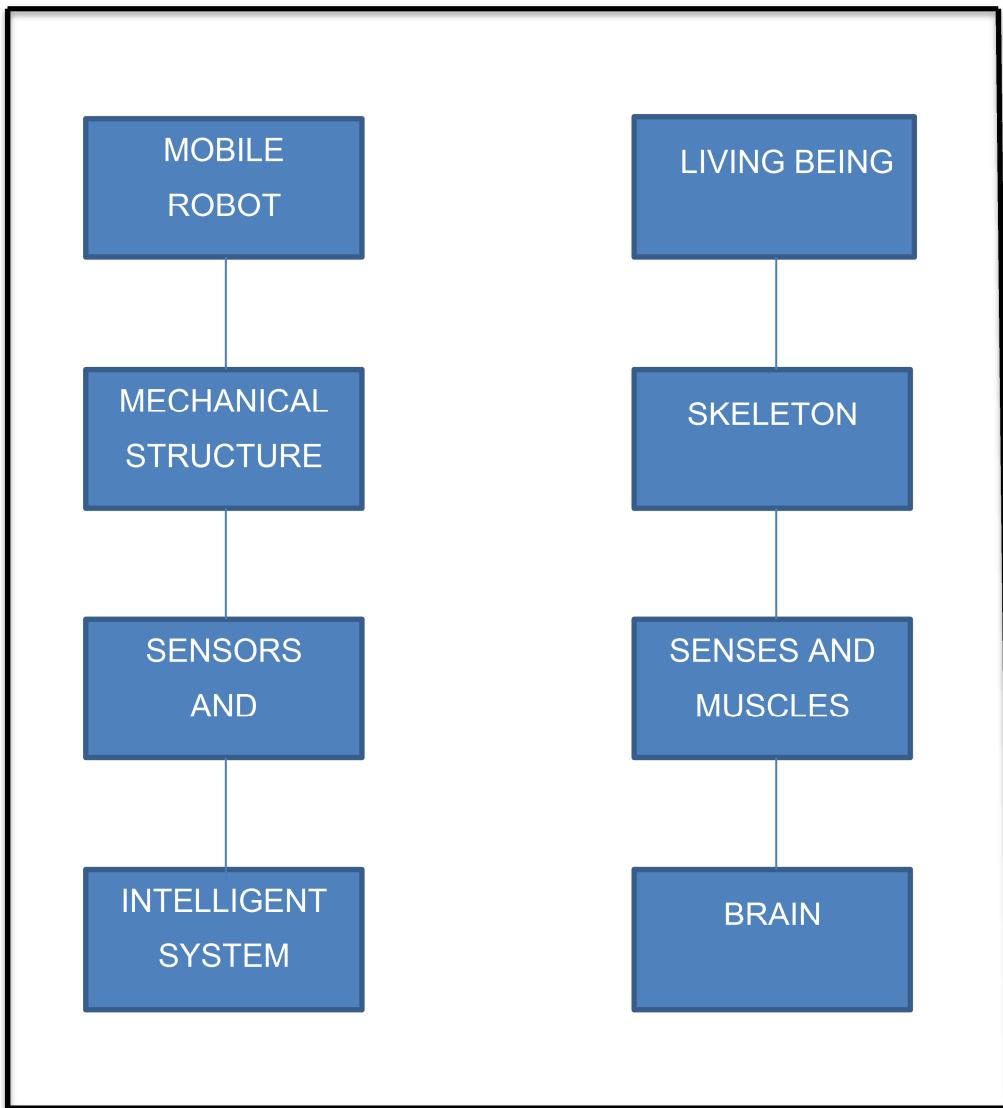 MOBILE
ROBOT
MECHANICAL
STRUCTURE
SENSORS
AND
INTELLIGENT
SYSTEM
LIVING BEING
SKELETON
SENSES AND
MUSCLES
BRAIN